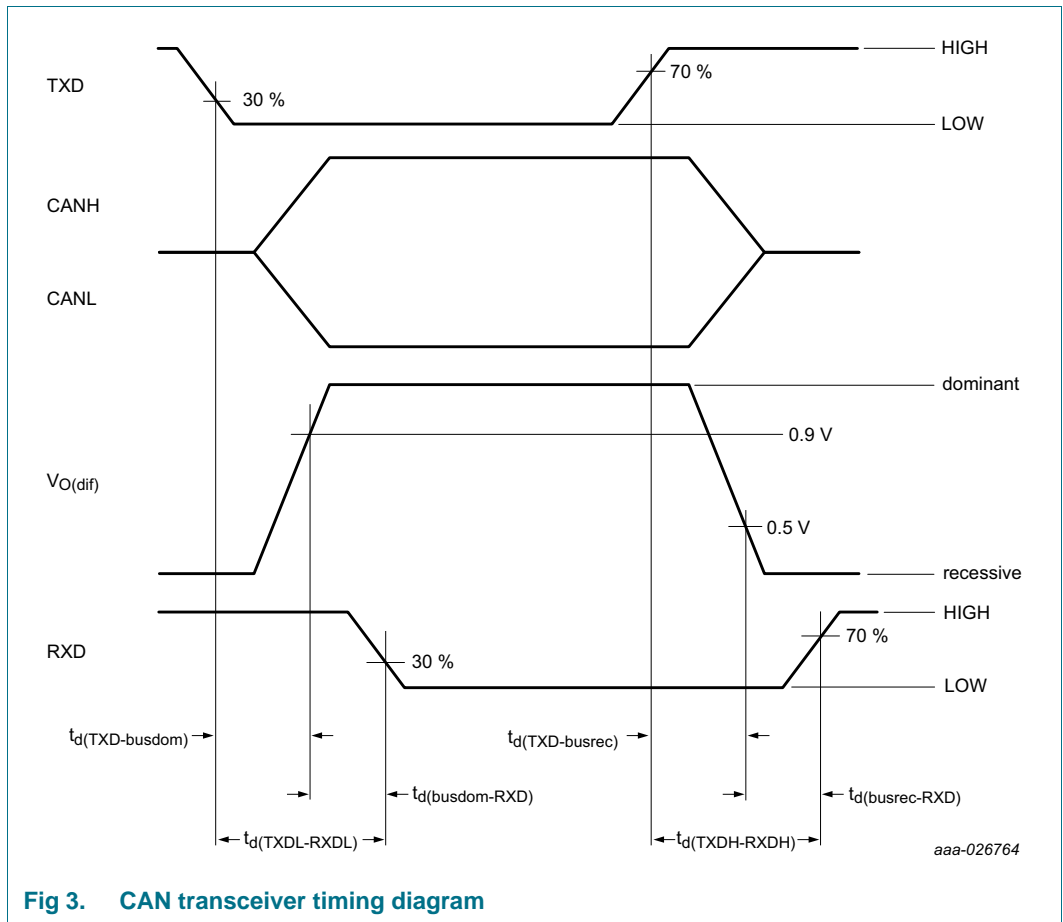 HIGH
TXD
70 %
30 %
LOW
CANH
CANL
dominant
0.9 V
VO(dif)
0.5 V
recessive
HIGH
RXD
70 %
30 %
LOW
td(TXD-busdom)
td(TXD-busrec)
td(busdom-RXD)
td(busrec-RXD)
td(TXDL-RXDL)
td(TXDH-RXDH)
aaa-026764
Fig 3. CAN transceiver timing diagram